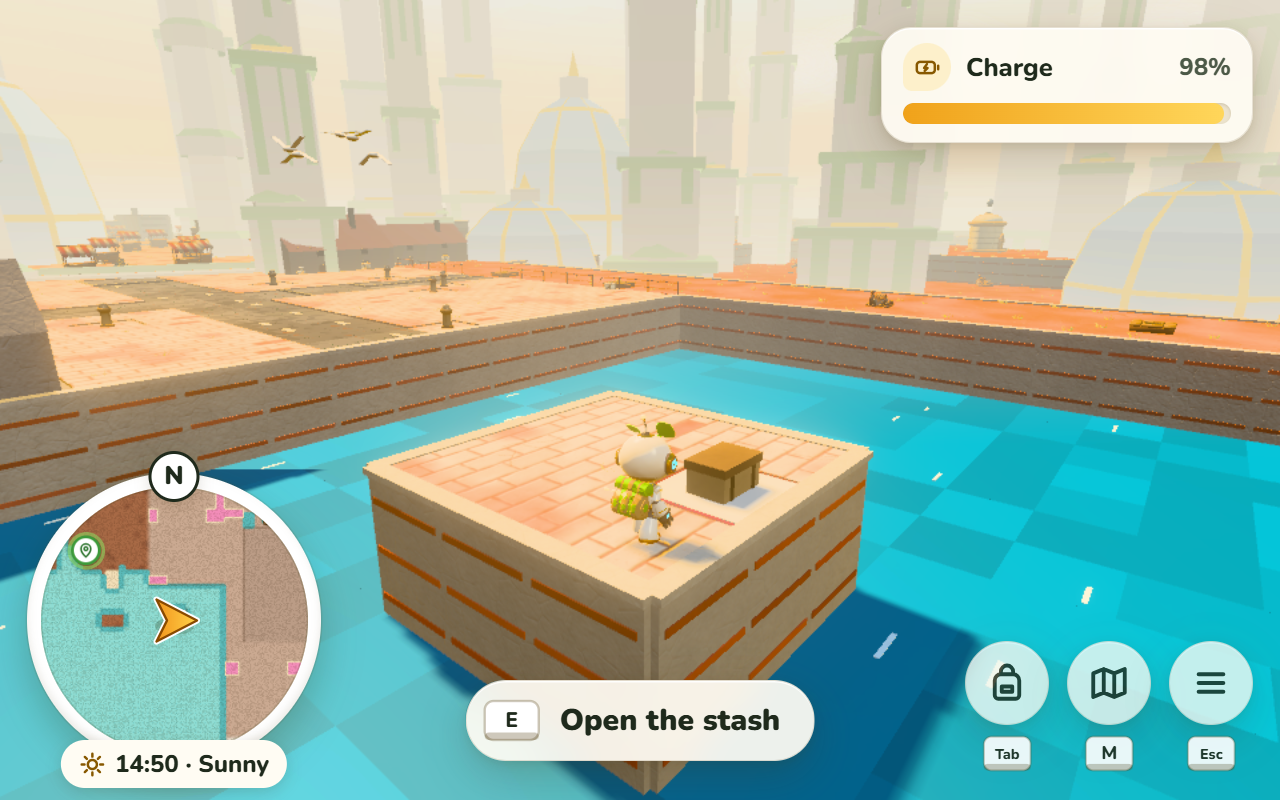 Charge 98%
N
E Open the stash
14:50 · Sunny
Tab M Esc